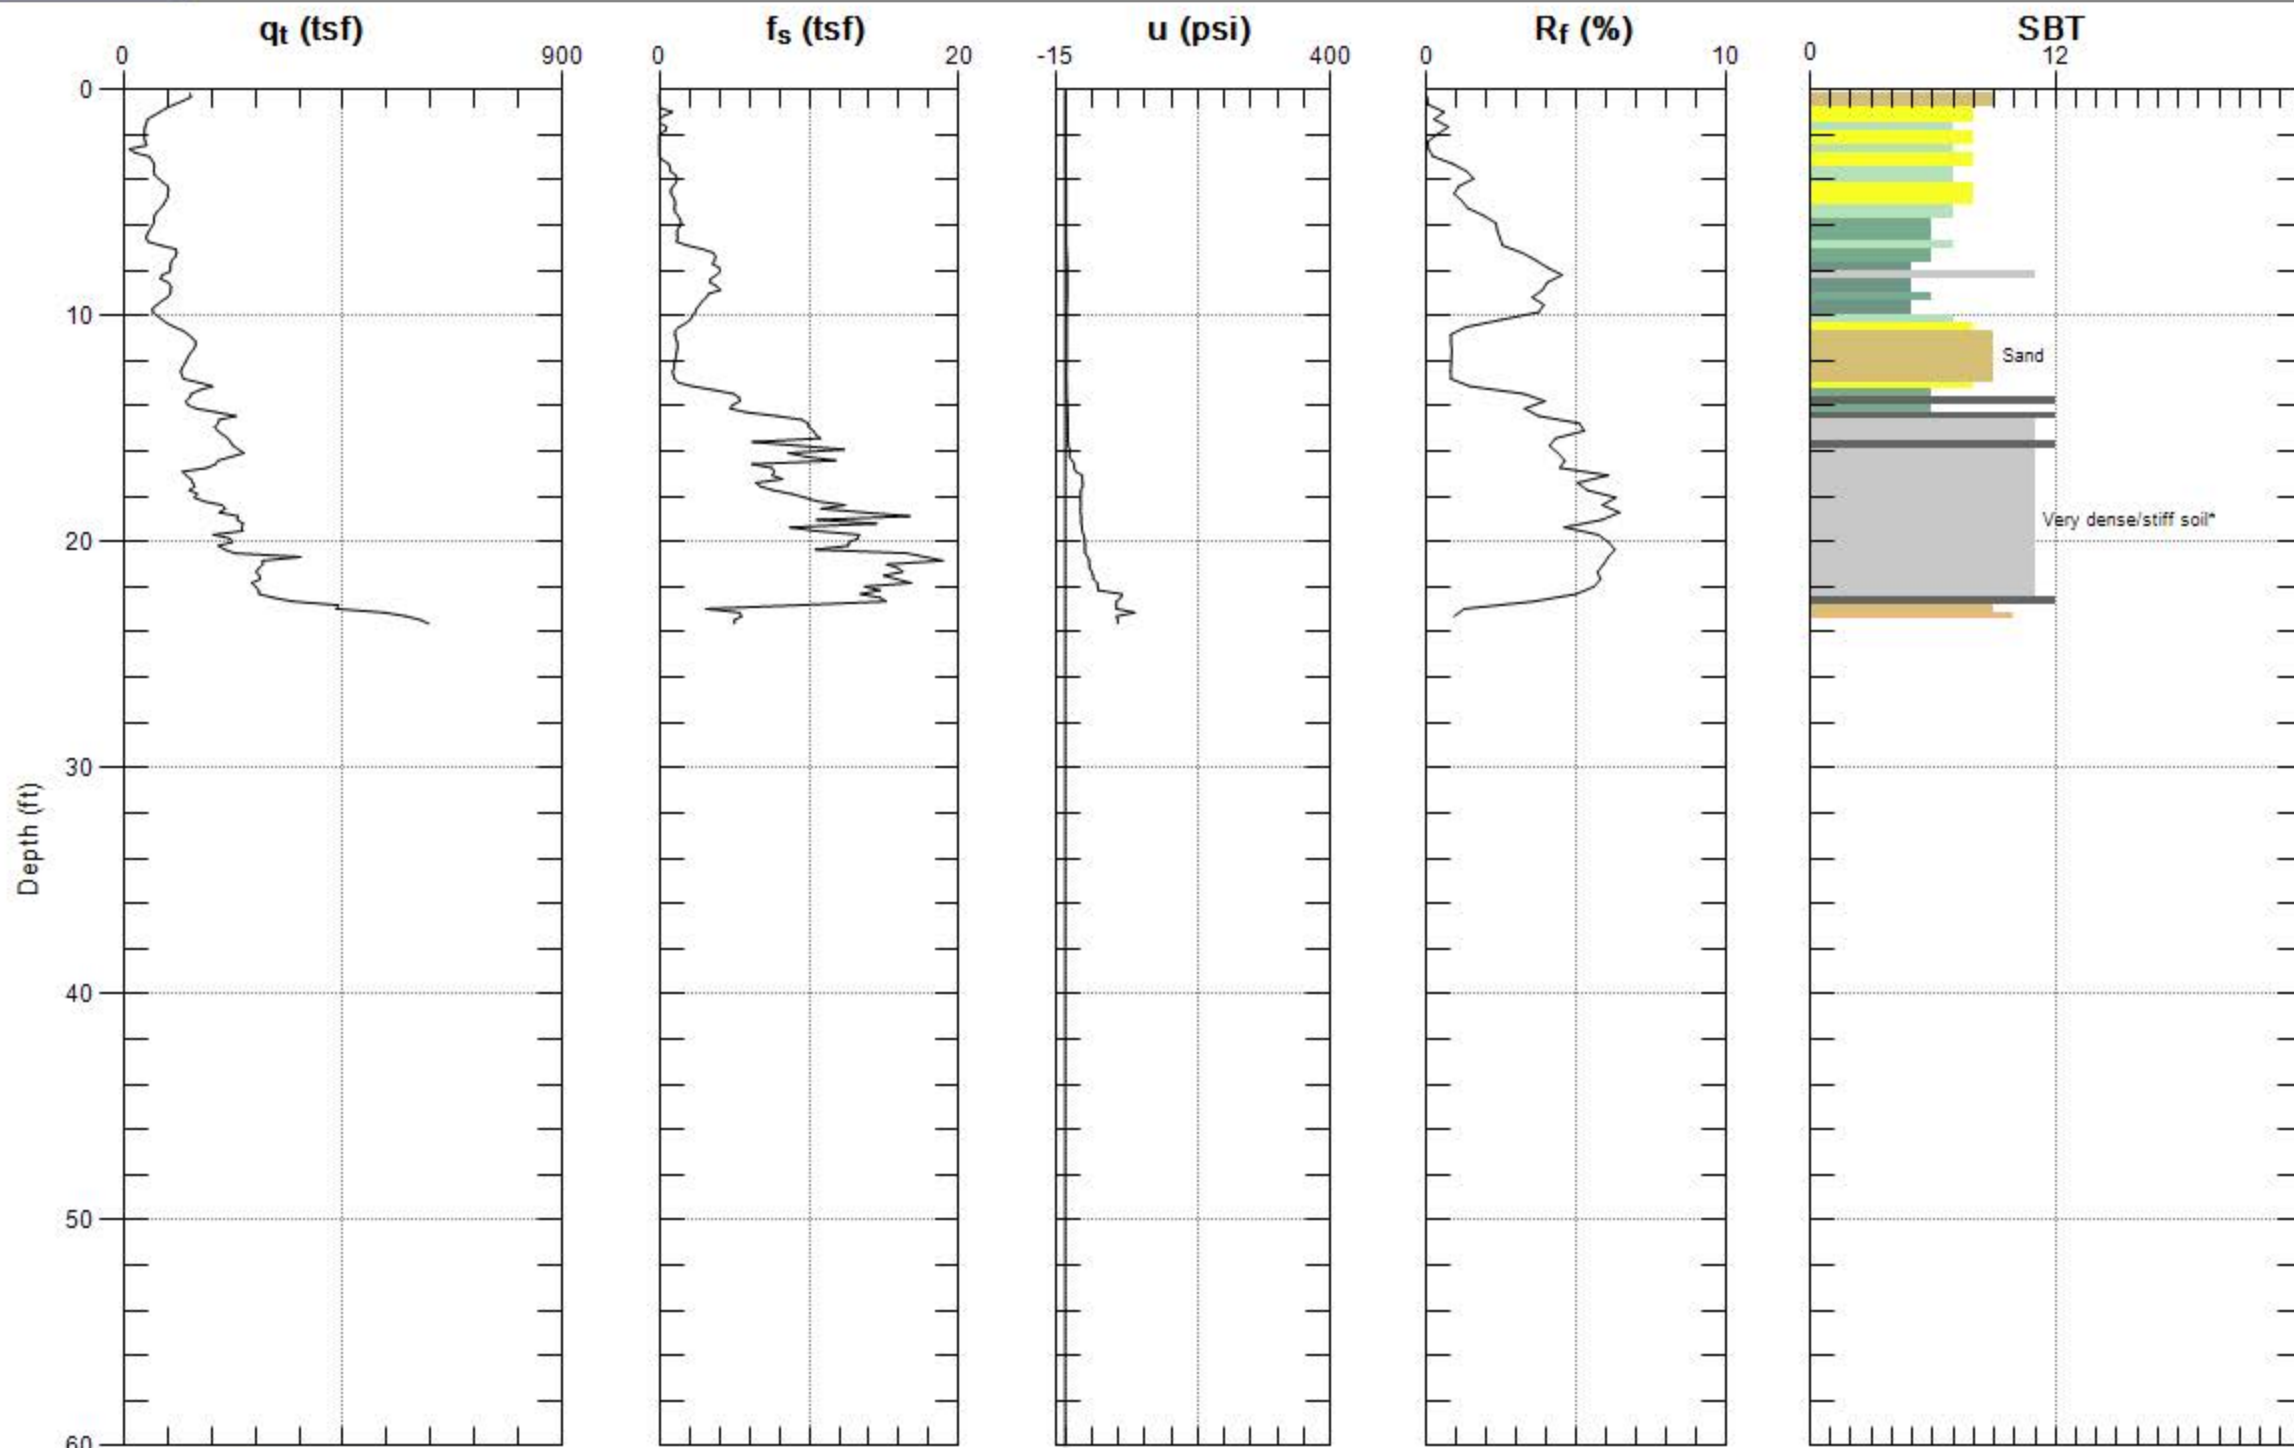 qt (tsf) fs (tsf) u (psi) Rf (%) SBT
0 900 0 20 -15 400 0 10 0 12
0
10
Sand
Very dense/stiff soil*
20
30
Depth (ft)
40
50
60